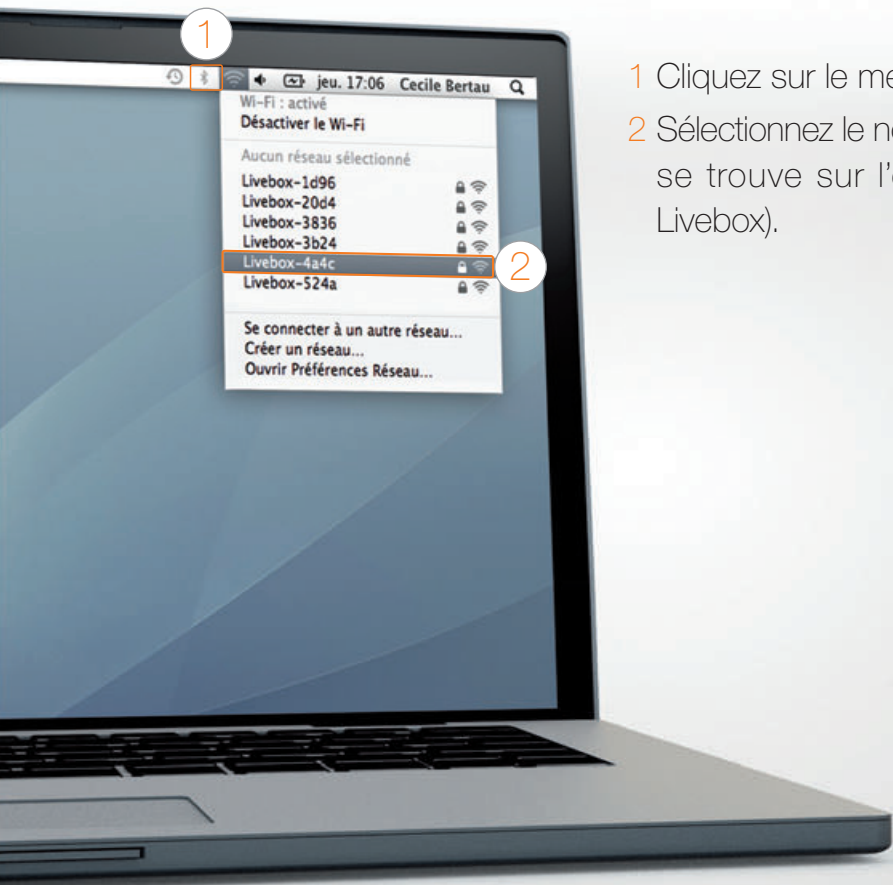 1
jeu. 17:06 Cecile Bertau
Wi-Fi : activé
Désactiver le Wi-Fi
Aucun réseau sélectionné
Livebox-1d96
Livebox-20d4
Livebox-3836
Livebox-3b24
Livebox-4a4c
2
Livebox-524a
Se connecter à un autre réseau...
Créer un réseau...
Ouvrir Préférences Réseau...
1 Cliquez sur le
2 Sélectionnez le
se trouve sur
Livebox).